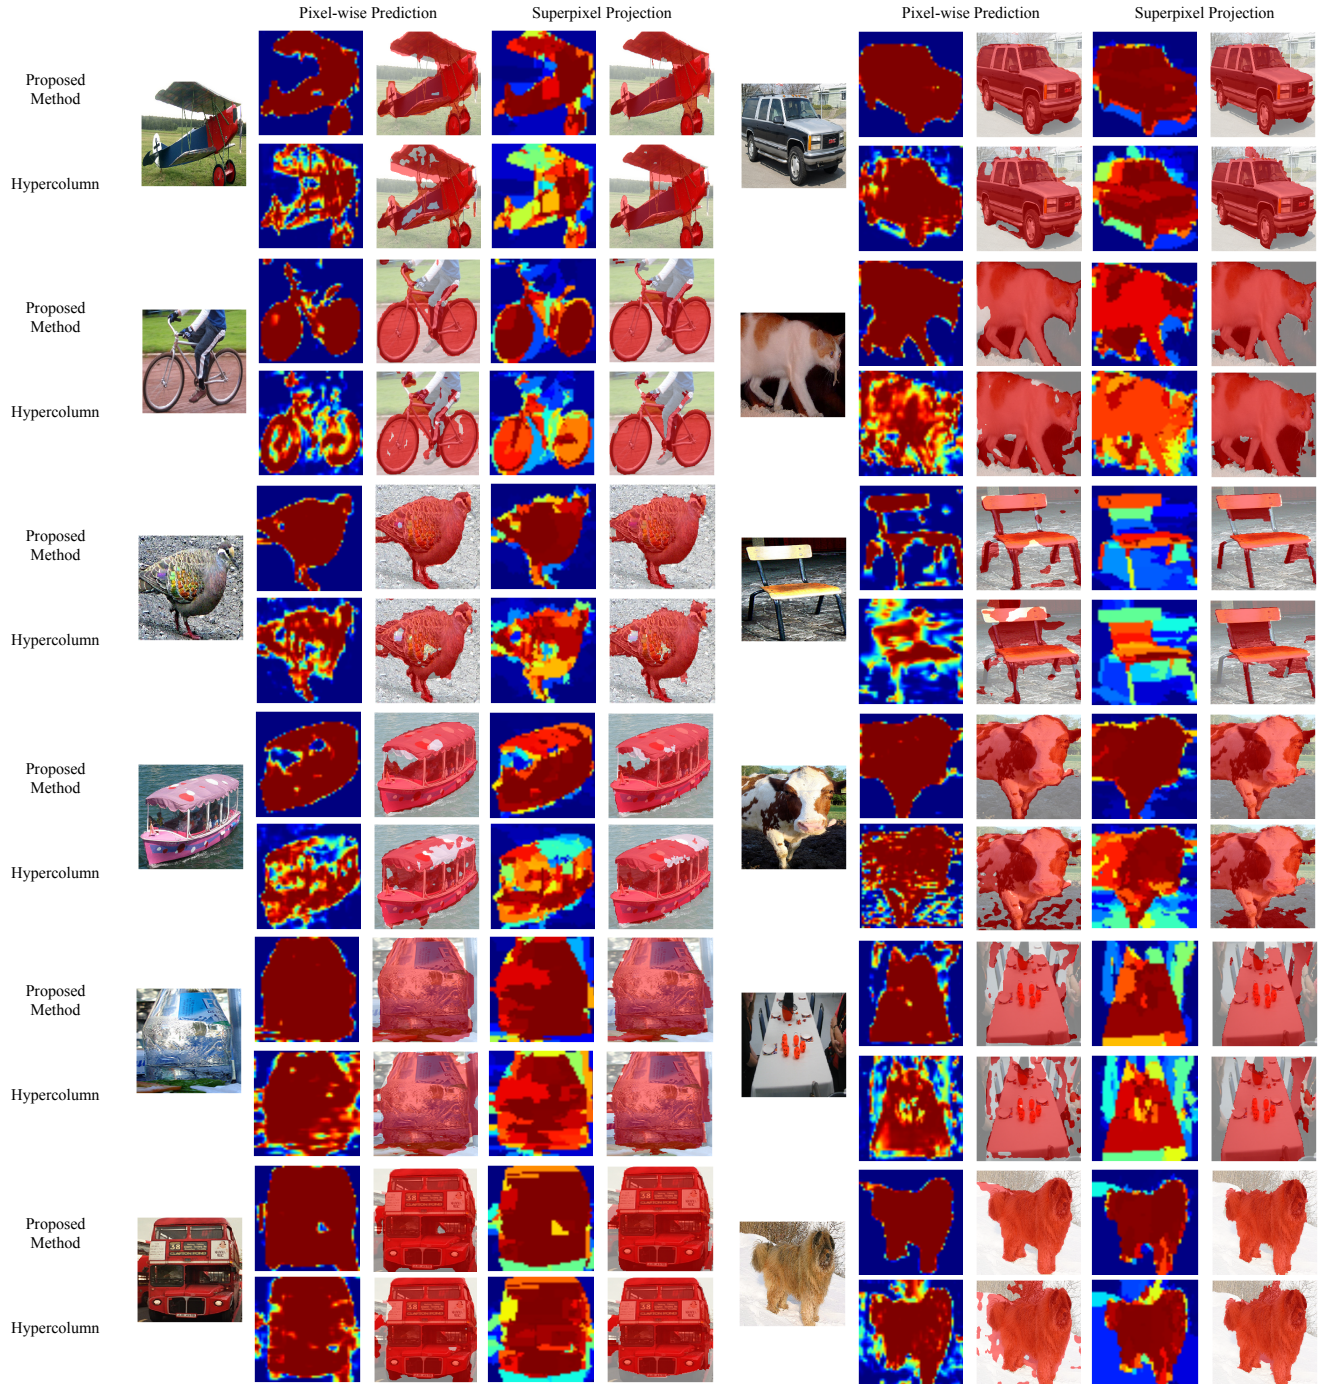 Pixel-wise Prediction Superpixel Projection Pixel-wise Prediction Superpixel Projection
Proposed
Method
Hypercolumn
Proposed
Method
Hypercolumn
Proposed
Method
Hypercolumn
Proposed
Method
Hypercolumn
Proposed
Method
Hypercolumn
Proposed
Method
38
Hypercolumn